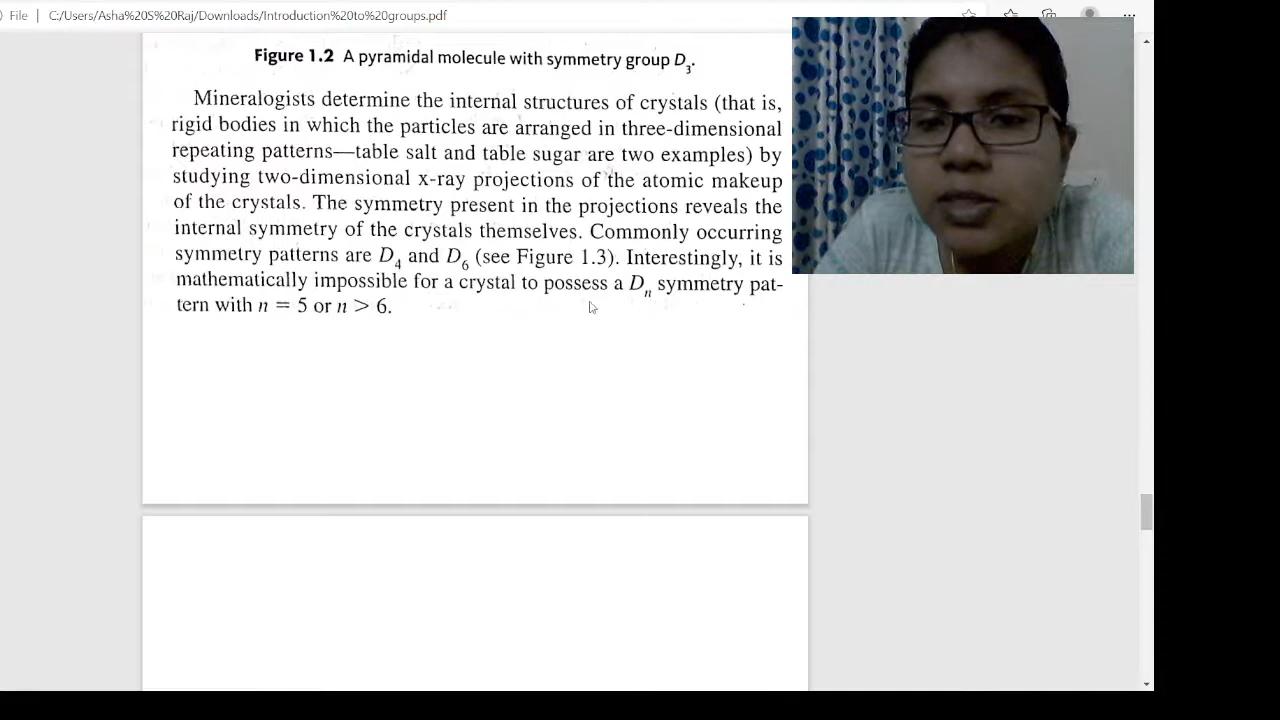 File | C:/Users/Asha%20S%20Raj/Downloads/Introduction%20to%20groups.pdf
Figure 1.2 A pyramidal molecule with symmetry group D3.
Mineralogists determine the internal structures of crystals (that is,
rigid bodies in which the particles are arranged in three-dimensional
repeating patterns—table salt and table sugar are two examples) by
studying two-dimensional x-ray projections of the atomic makeup
of the crystals. The symmetry present in the projections reveals the
internal symmetry of the crystals themselves. Commonly occurring
symmetry patterns are D4 and D6 (see Figure 1.3). Interestingly, it is
mathematically impossible for a crystal to possess a Dn symmetry pat-
tern with n = 5 or n > 6.